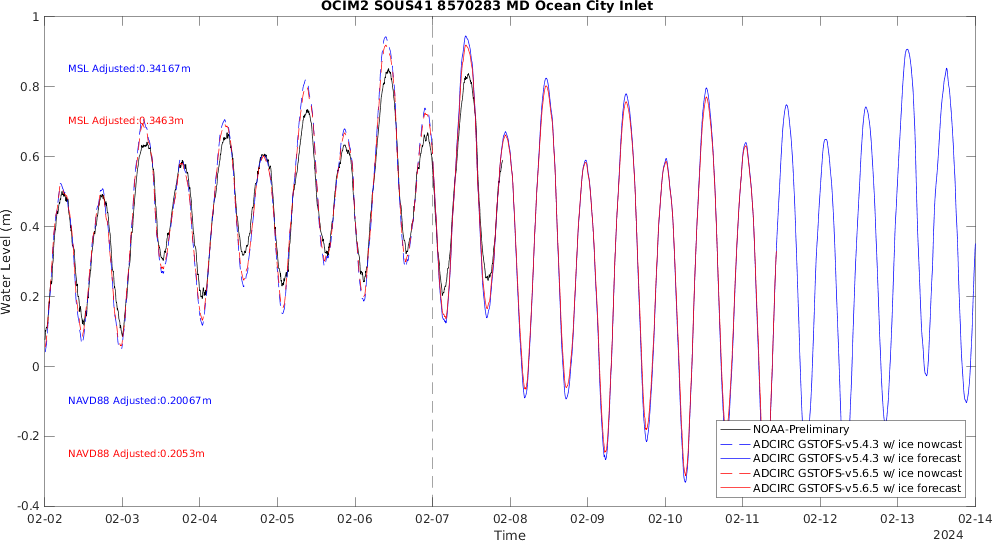 OCIM2 SOUS41 8570283 MD Ocean City Inlet
1
0.8
0.6
0.4
0.2
0
-0.2
-0.4
Water Level (m)
MSL Adjusted:0.34167m
MSL Adjusted:0.3463m
NAVD88 Adjusted:0.20067m
NAVD88 Adjusted:0.2053m
NOAA-Preliminary
ADCIRC GSTOFS-v5.4.3 w/ ice nowcast
ADCIRC GSTOFS-v5.4.3 w/ ice forecast
ADCIRC GSTOFS-v5.6.5 w/ ice nowcast
ADCIRC GSTOFS-v5.6.5 w/ ice forecast
02-02 02-03 02-04 02-05 02-06 02-07 02-08 02-09 02-10 02-11 02-12 02-13 02-14
Time
2024